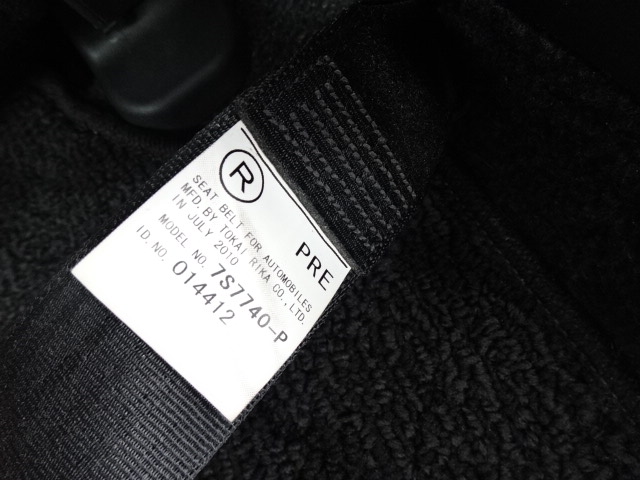 R
PRE
SEAT BELT FOR AUTOMOBILES
MFD. BY TOKAI RIKA CO., LTD.
IN JULY 2010
MODEL NO. 7S7740-P
ID. NO. 014412